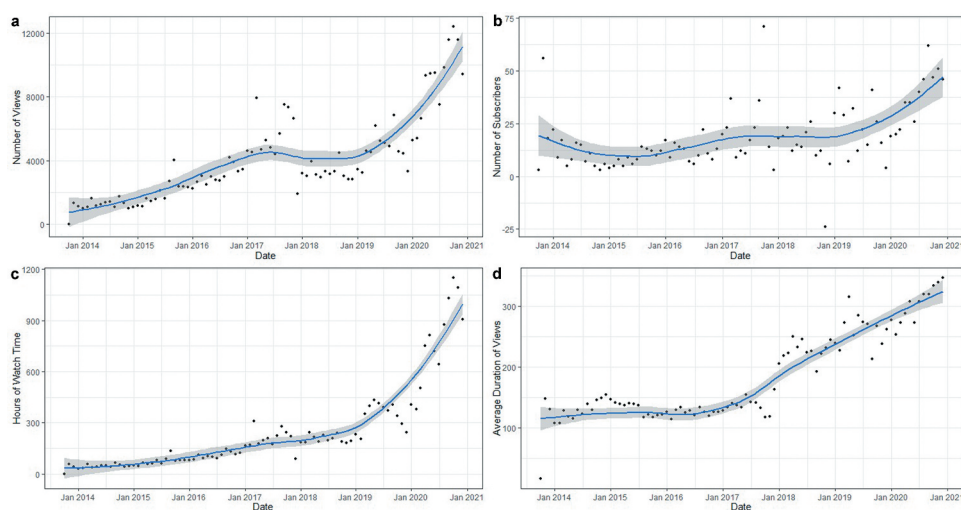 a
Number of Views
12000
8000
4000
0
Jan 2014 Jan 2015 Jan 2016 Jan 2017 Jan 2018 Jan 2019 Jan 2020 Jan 2021
Date
b
Number of Subscribers
75
50
25
0
-25
Jan 2014 Jan 2015 Jan 2016 Jan 2017 Jan 2018 Jan 2019 Jan 2020 Jan 2021
Date
c
Hours of Watch Time
1200
900
600
300
0
Jan 2014 Jan 2015 Jan 2016 Jan 2017 Jan 2018 Jan 2019 Jan 2020 Jan 2021
Date
d
Average Duration of Views
300
200
100
Jan 2014 Jan 2015 Jan 2016 Jan 2017 Jan 2018 Jan 2019 Jan 2020 Jan 2021
Date